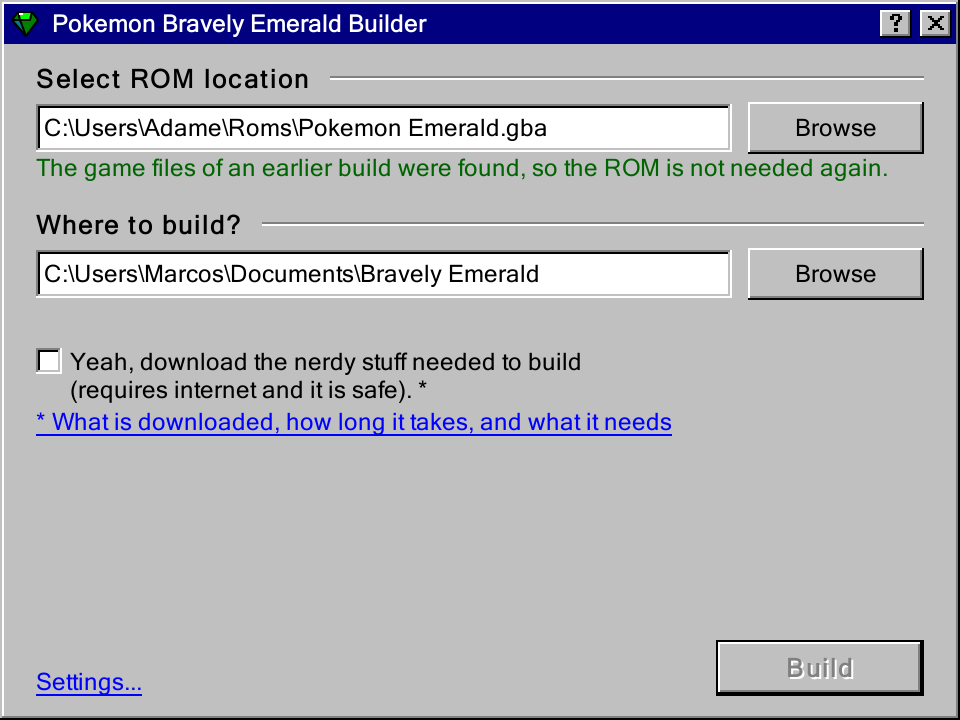 Pokemon Bravely Emerald Builder
?
Select ROM location
C:\Users\Adame\Roms\Pokemon Emerald.gba
Browse
The game files of an earlier build were found, so the ROM is not needed again.
Where to build?
C:\Users\Marcos\Documents\Bravely Emerald
Browse
Yeah, download the nerdy stuff needed to build
(requires internet and it is safe). *
* What is downloaded, how long it takes, and what it needs
Settings...
Build